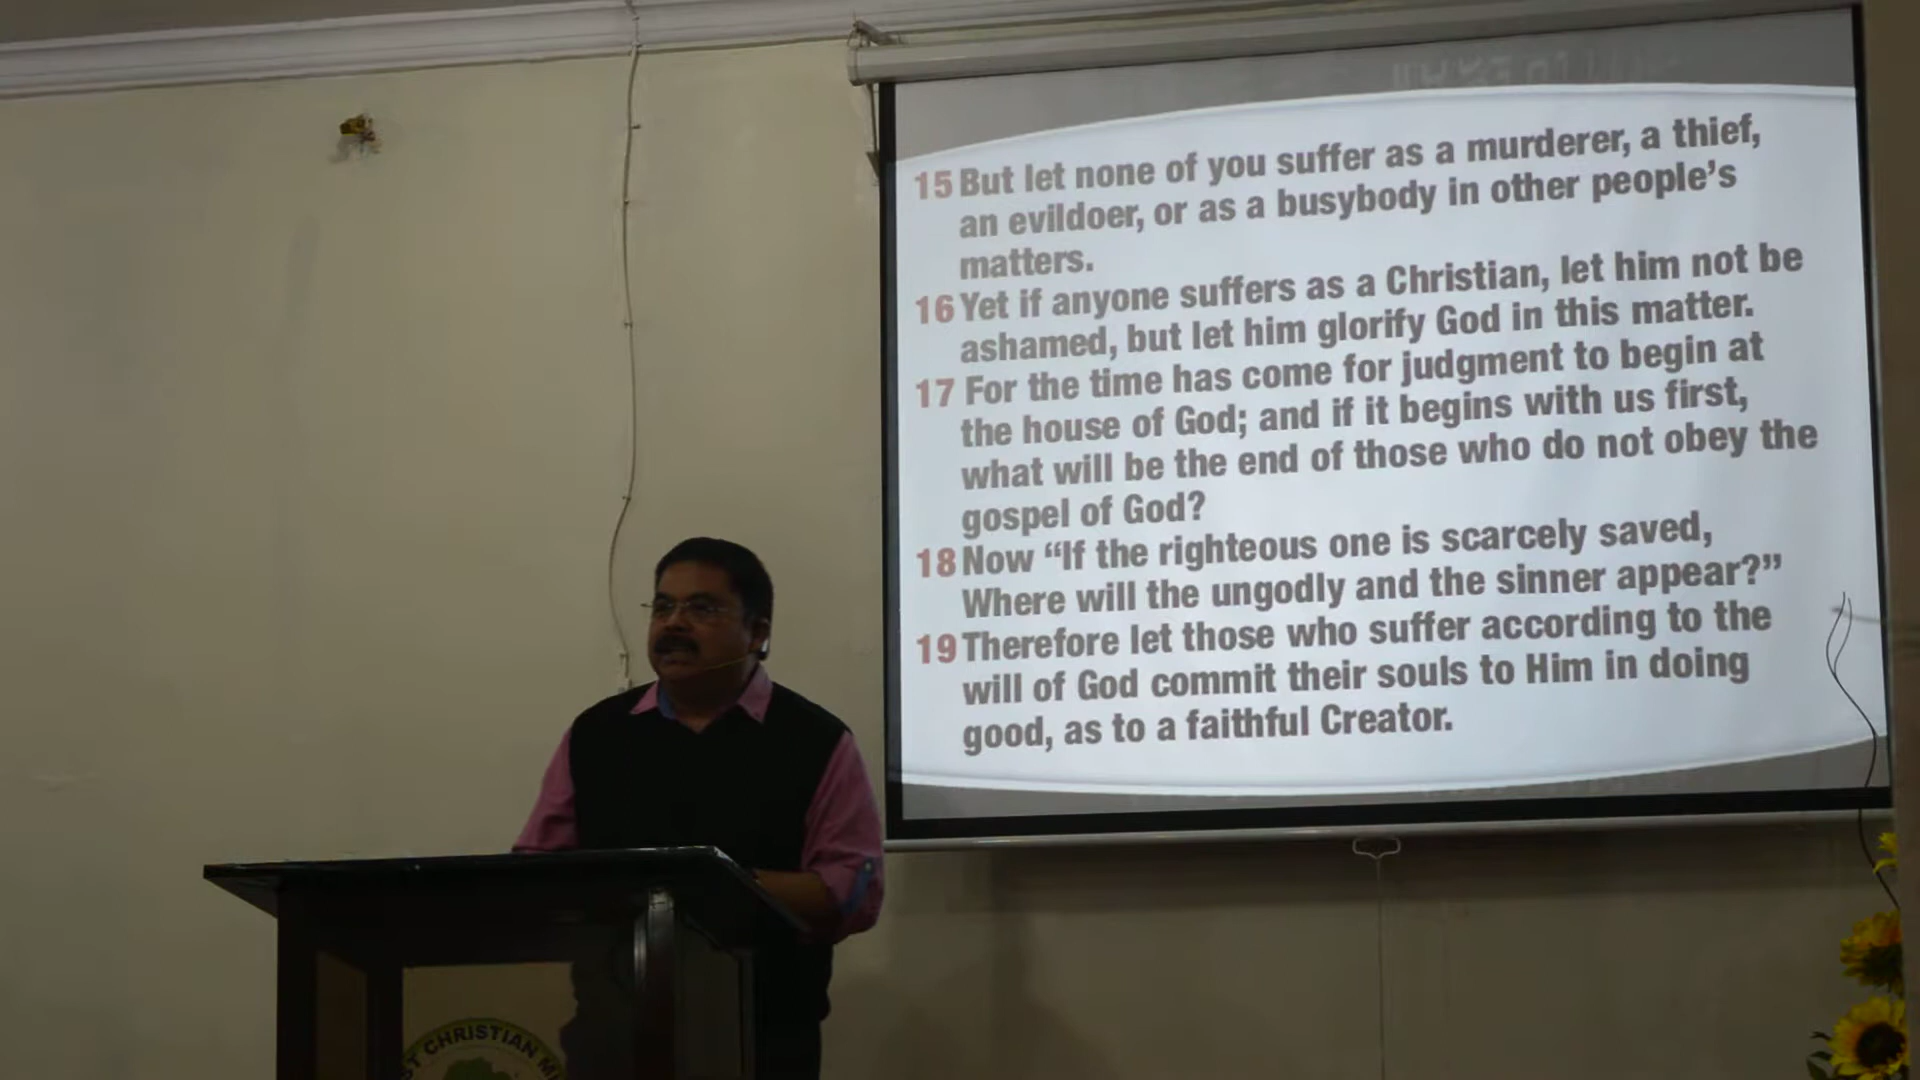 15 But let none of you suffer as a murderer, a thief,
an evildoer, or as a busybody in other people’s
matters.
16 Yet if anyone suffers as a Christian, let him not be
ashamed, but let him glorify God in this matter.
17 For the time has come for judgment to begin at
the house of God; and if it begins with us first,
what will be the end of those who do not obey the
gospel of God?
18 Now “If the righteous one is scarcely saved,
Where will the ungodly and the sinner appear?”
19 Therefore let those who suffer according to the
will of God commit their souls to Him in doing
good, as to a faithful Creator.
CHRISTIAN